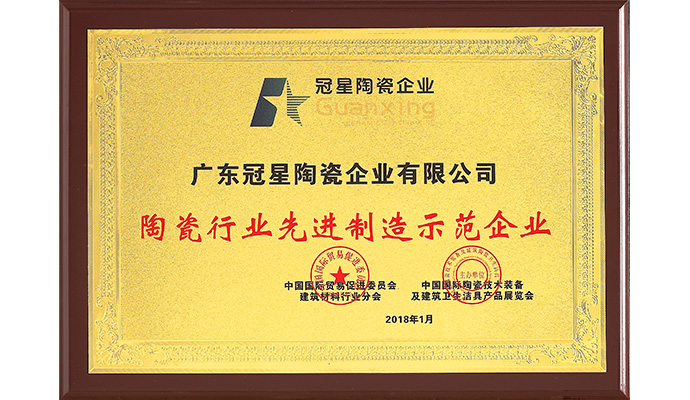 冠星陶瓷企业
Guanxing
广东冠星陶瓷企业有限公司
陶瓷行业先进制造示范企业
中国国际贸易促进委员会
建筑材料行业分会
中国国际陶瓷技术装备
及建筑卫生洁具产品展览会
主办单位
2018年1月